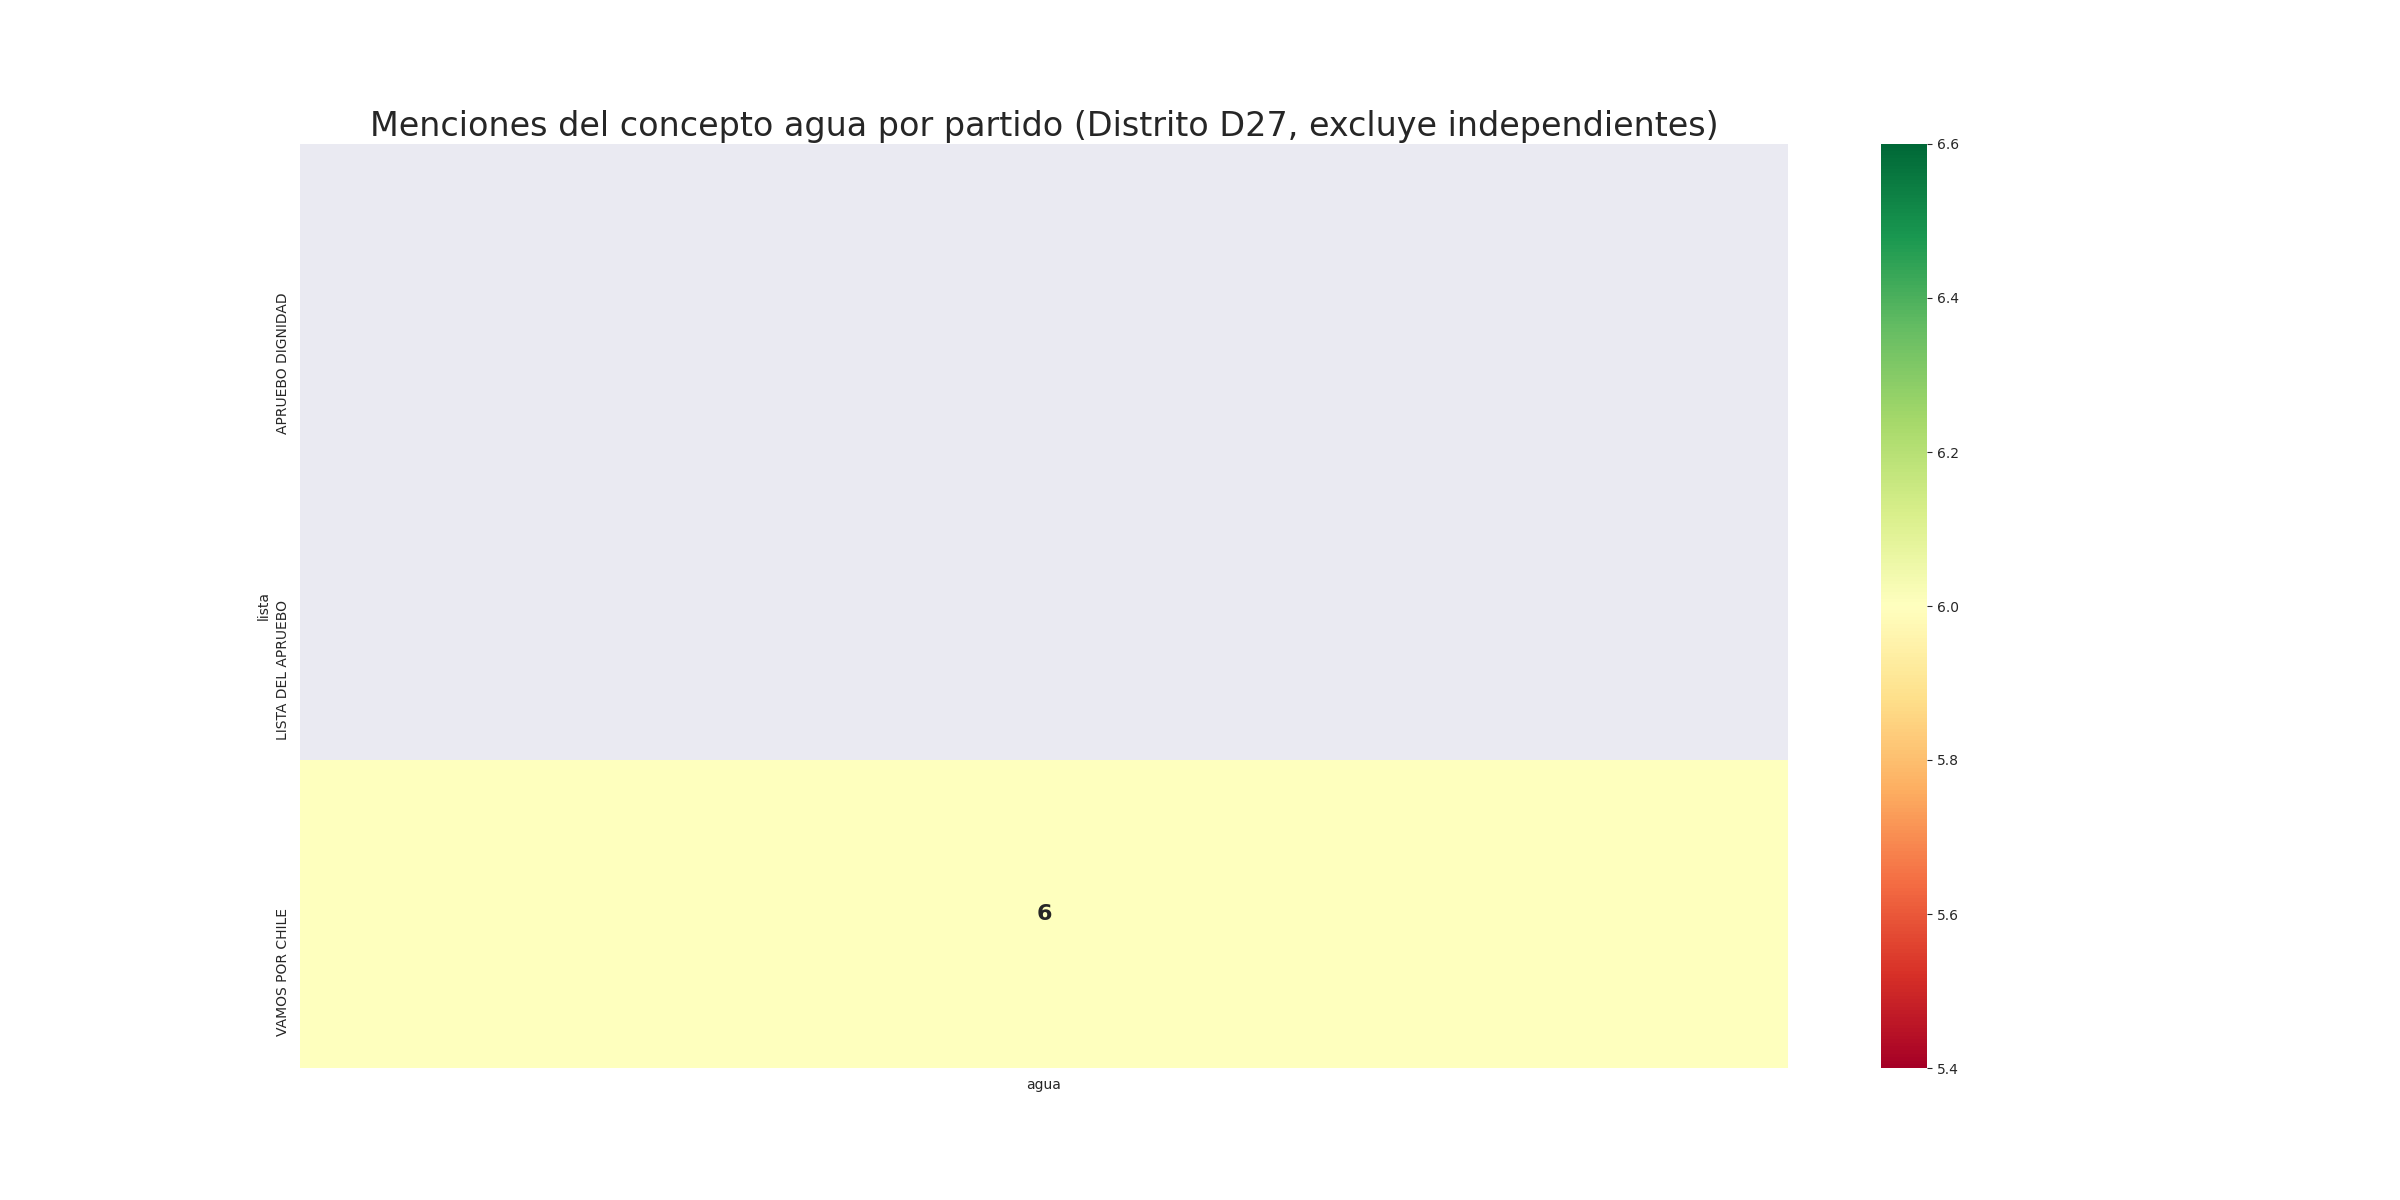 Menciones del concepto agua por partido (Distrito D27, excluye independientes)
lista
APRUEBO DIGNIDAD
LISTA DEL APRUEBO
VAMOS POR CHILE
6
agua
6.6
6.4
6.2
6.0
5.8
5.6
5.4